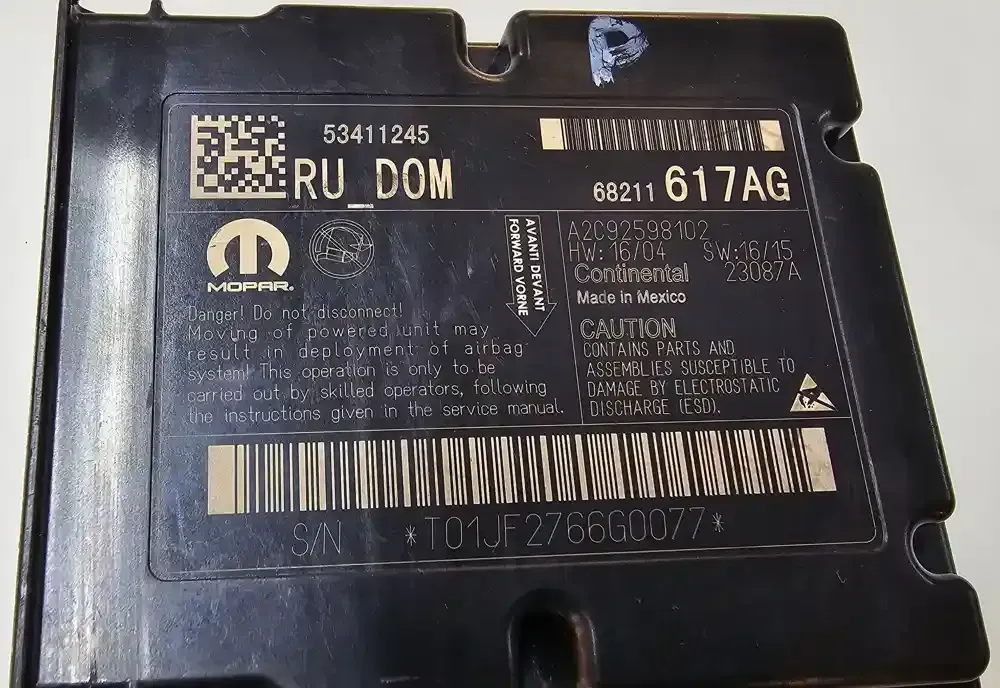 P
53411245
RU_DOM
68211 617AG
MOPAR®
AVANTI DEVANT
FORWARD VORNE
A2C92598102
HW: 16/04 SW:16/15
Continental 23087A
Made in Mexico
Danger! Do not disconnect!
Moving of powered unit may
result in deployment of airbag
system! This operation is only to be
carried out by skilled operators, following
the instructions given in the service manual.
CAUTION
CONTAINS PARTS AND
ASSEMBLIES SUSCEPTIBLE TO
DAMAGE BY ELECTROSTATIC
DISCHARGE (ESD).
S/N *T01JF2766G0077*